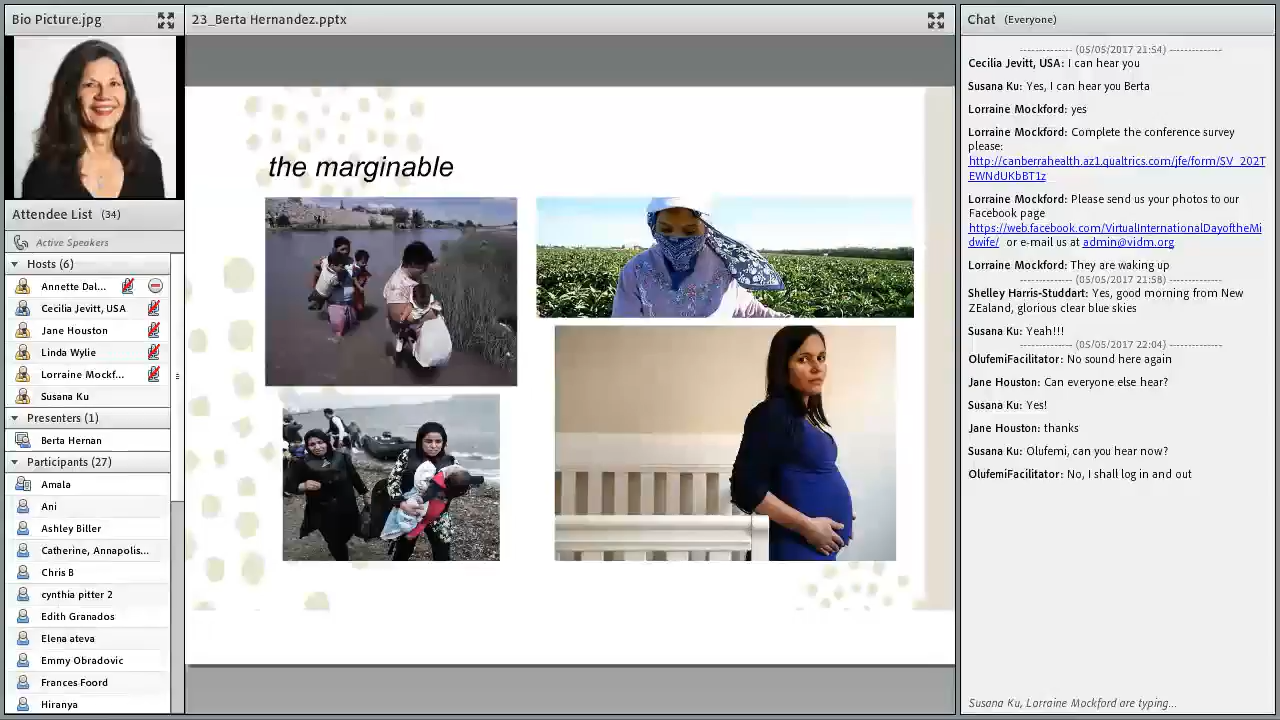 Bio Picture.jpg
Attendee List (34)
Active Speakers
Hosts (6)
Annette Dal...
Cecilia Jevitt, USA
Jane Houston
Linda Wylie
Lorraine Mockf...
Susana Ku
Presenters (1)
Berta Hernan
Participants (27)
Amala
Ani
Ashley Biller
Catherine, Annapolis...
Chris B
cynthia pitter 2
Edith Granados
Elena ateva
Emmy Obradovic
Frances Foord
Hiranya
23_Berta Hernandez.pptx
the marginable
Chat (Everyone)
-------------- (05/05/2017 21:54) --------------
Cecilia Jevitt, USA: I can hear you
Susana Ku: Yes, I can hear you Berta
Lorraine Mockford: yes
Lorraine Mockford: Complete the conference survey
please:
http://canberrahealth.az1.qualtrics.com/jfe/form/SV_202T
EWNdUKbBT1z
Lorraine Mockford: Please send us your photos to our
Facebook page
https://web.facebook.com/VirtualInternationalDayoftheMi
dwife/ or e-mail us at admin@vidm.org
Lorraine Mockford: They are waking up
-------------- (05/05/2017 21:58) --------------
Shelley Harris-Studdart: Yes, good morning from New
ZEaland, glorious clear blue skies
Susana Ku: Yeah!!!
-------------- (05/05/2017 22:04) --------------
OlufemiFacilitator: No sound here again
Jane Houston: Can everyone else hear?
Susana Ku: Yes!
Jane Houston: thanks
Susana Ku: Olufemi, can you hear now?
OlufemiFacilitator: No, I shall log in and out
Susana Ku, Lorraine Mockford are typing...